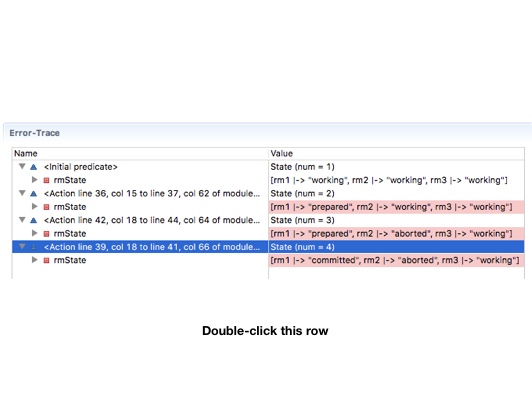 Error-Trace
Name Value
<Initial predicate> State (num = 1)
rmState [rm1 |-> "working", rm2 |-> "working", rm3 |-> "working"]
<Action line 36, col 15 to line 37, col 62 of module... State (num = 2)
rmState [rm1 |-> "prepared", rm2 |-> "working", rm3 |-> "working"]
<Action line 42, col 18 to line 44, col 64 of module... State (num = 3)
rmState [rm1 |-> "prepared", rm2 |-> "aborted", rm3 |-> "working"]
<Action line 39, col 18 to line 41, col 66 of module... State (num = 4)
rmState [rm1 |-> "committed", rm2 |-> "aborted", rm3 |-> "working"]
Double-click this row